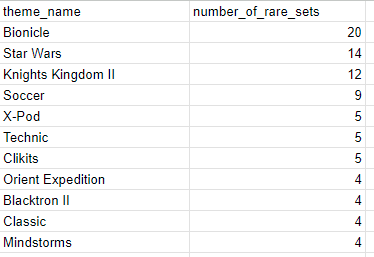 theme_name number_of_rare_sets
Bionicle 20
Star Wars 14
Knights Kingdom II 12
Soccer 9
X-Pod 5
Technic 5
Clikits 5
Orient Expedition 4
Blacktron II 4
Classic 4
Mindstorms 4